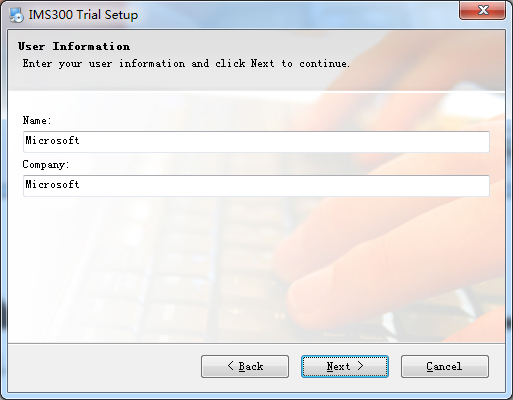 IMS300 Trial Setup
User Information
Enter your user information and click Next to continue.
Name:
Microsoft
Company:
Microsoft
< Back
Next >
Cancel